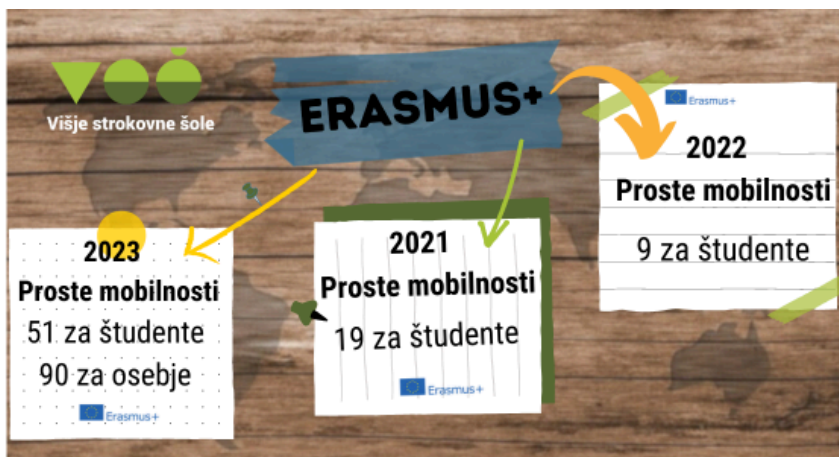 VOŠ
Višje strokovne šole
ERASMUS+
Erasmus+
2022
Proste mobilnosti
9 za študente
2023
Proste mobilnosti
51 za študente
90 za osebje
Erasmus+
2021
Proste mobilnosti
19 za študente
Erasmus+